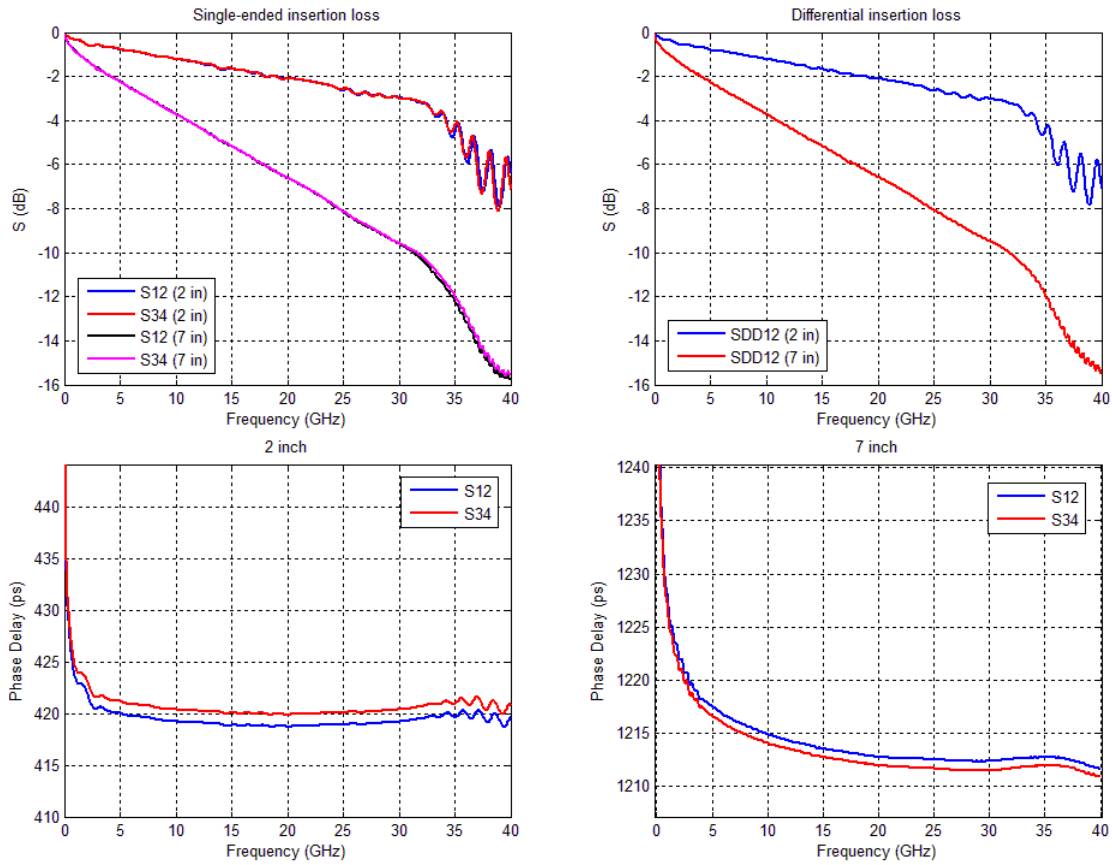 Single-ended insertion loss
0
-2
-4
-6
-8
-10
-12
-14
-16
S (dB)
S12 (2 in)
S34 (2 in)
S12 (7 in)
S34 (7 in)
0 5 10 15 20 25 30 35 40
Frequency (GHz)
Differential insertion loss
0
-2
-4
-6
-8
-10
-12
-14
-16
S (dB)
SDD12 (2 in)
SDD12 (7 in)
0 5 10 15 20 25 30 35 40
Frequency (GHz)
2 inch
440
435
430
425
420
415
410
Phase Delay (ps)
S12
S34
0 5 10 15 20 25 30 35 40
Frequency (GHz)
7 inch
1240
1235
1230
1225
1220
1215
1210
Phase Delay (ps)
S12
S34
0 5 10 15 20 25 30 35 40
Frequency (GHz)